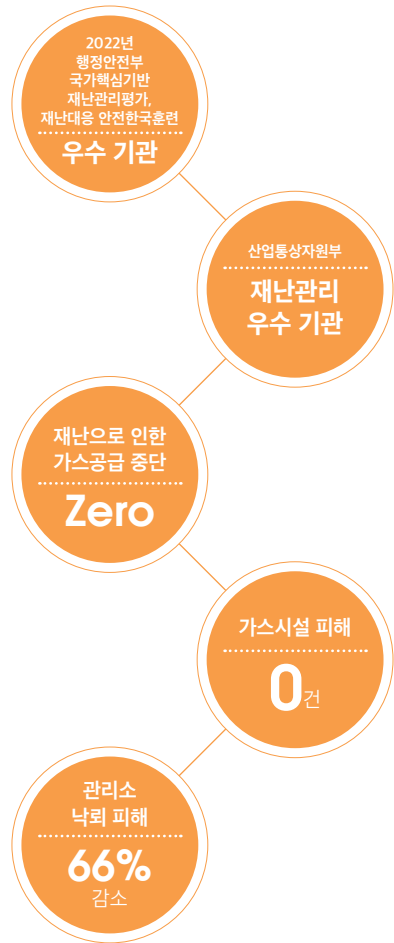 2022년
행정안전부
국가핵심기반
재난관리평가,
재난대응 안전한국훈련
우수 기관
산업통상자원부
재난관리
우수 기관
재난으로 인한
가스공급 중단
Zero
가스시설 피해
0건
관리소
낙뢰 피해
66%
감소